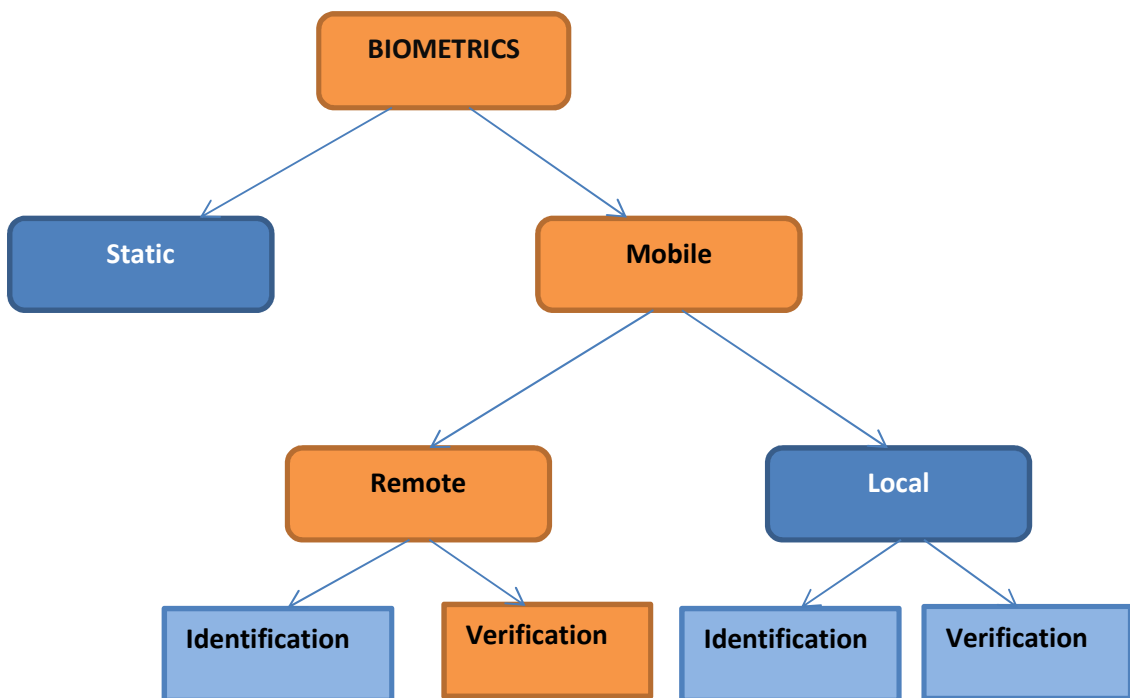 BIOMETRICS
Static
Mobile
Remote
Local
Identification
Verification
Identification
Verification